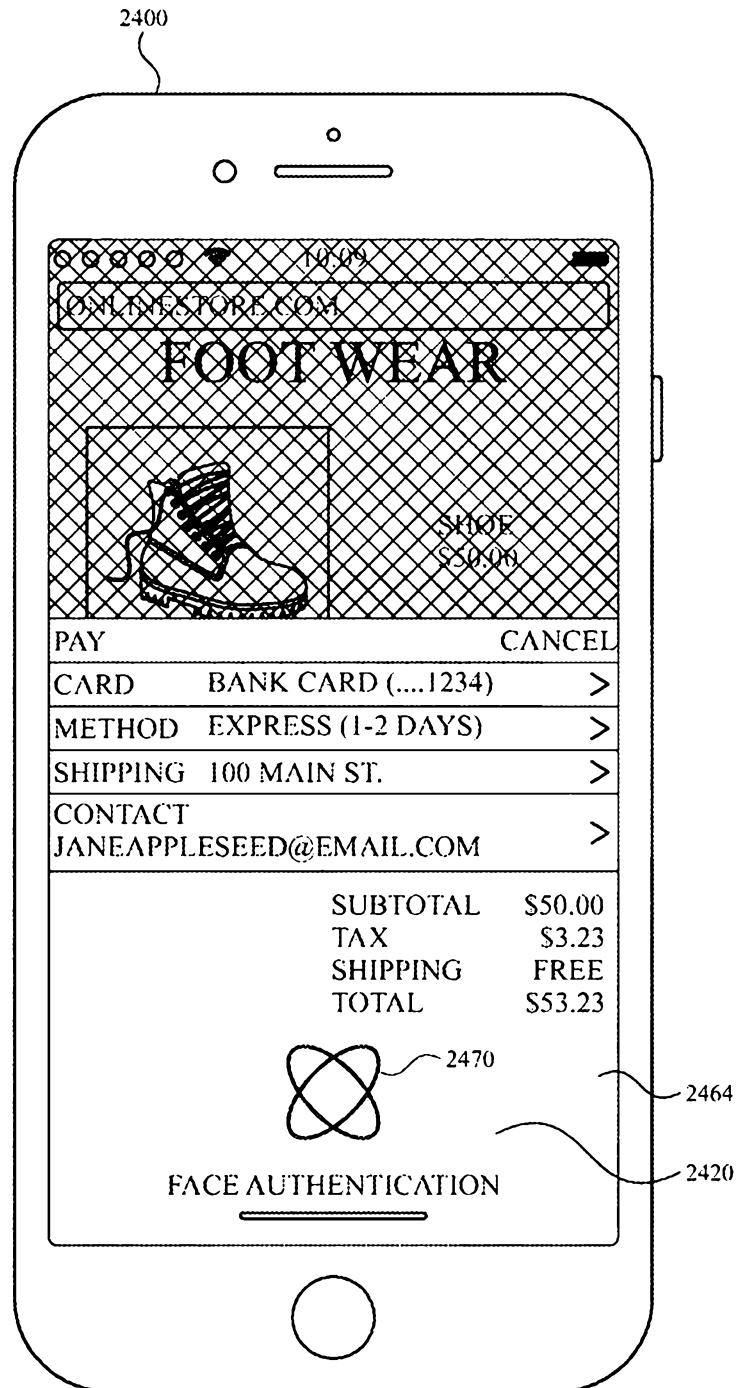 2400
10:09
ONLINESTORE.COM
FOOT WEAR
SHOE
$50.00
PAY CANCEL
CARD BANK CARD (....1234) >
METHOD EXPRESS (1-2 DAYS) >
SHIPPING 100 MAIN ST. >
CONTACT
JANEAPPLESEED@EMAIL.COM >
SUBTOTAL $50.00
TAX $3.23
SHIPPING FREE
TOTAL $53.23
2470
2464
2420
FACE AUTHENTICATION